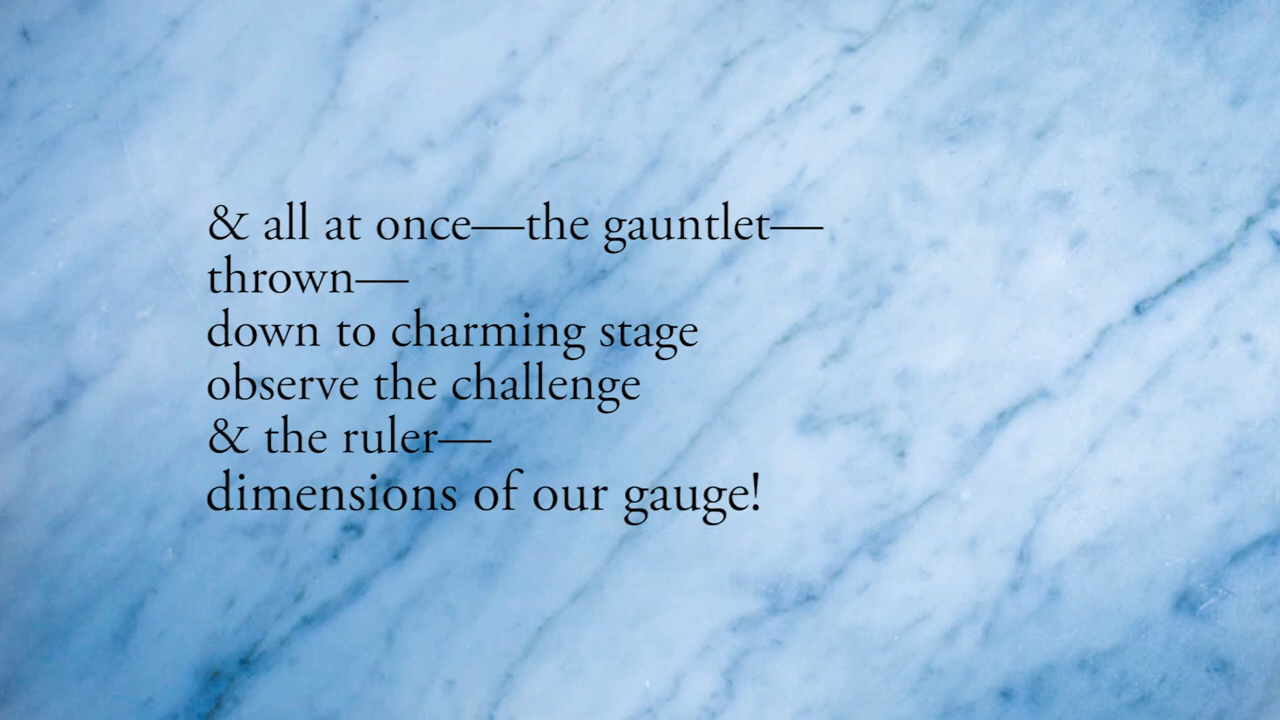 & all at once—the gauntlet—
thrown—
down to charming stage
observe the challenge
& the ruler—
dimensions of our gauge!